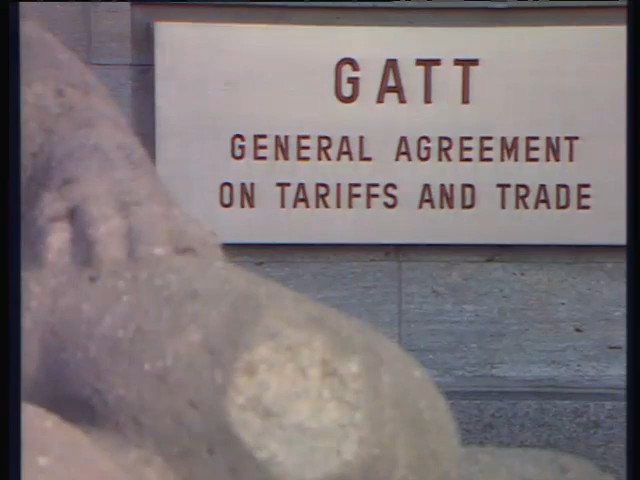 GATT
GENERAL AGREEMENT
ON TARIFFS AND TRADE